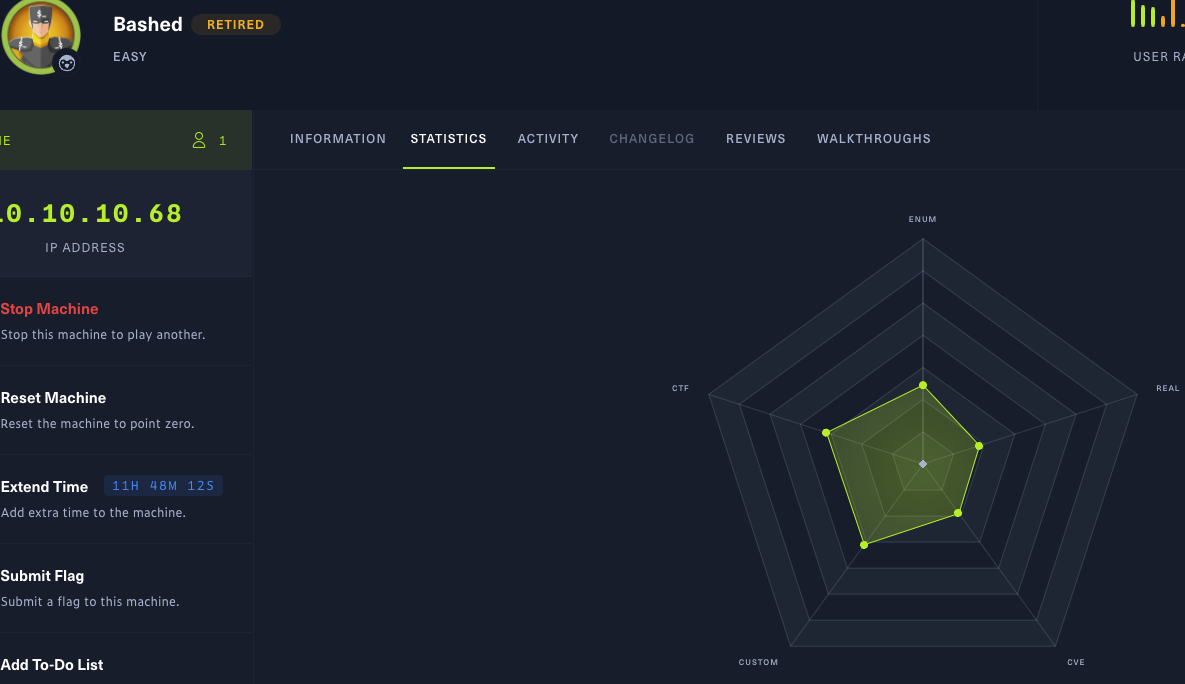 Bashed RETIRED
EASY
USER RA
NE 1
INFORMATION STATISTICS ACTIVITY CHANGELOG REVIEWS WALKTHROUGHS
10.10.10.68
IP ADDRESS
Stop Machine
Stop this machine to play another.
Reset Machine
Reset the machine to point zero.
Extend Time 11H 48M 12S
Add extra time to the machine.
Submit Flag
Submit a flag to this machine.
Add To-Do List
ENUM
CTF
REAL
CUSTOM
CVE